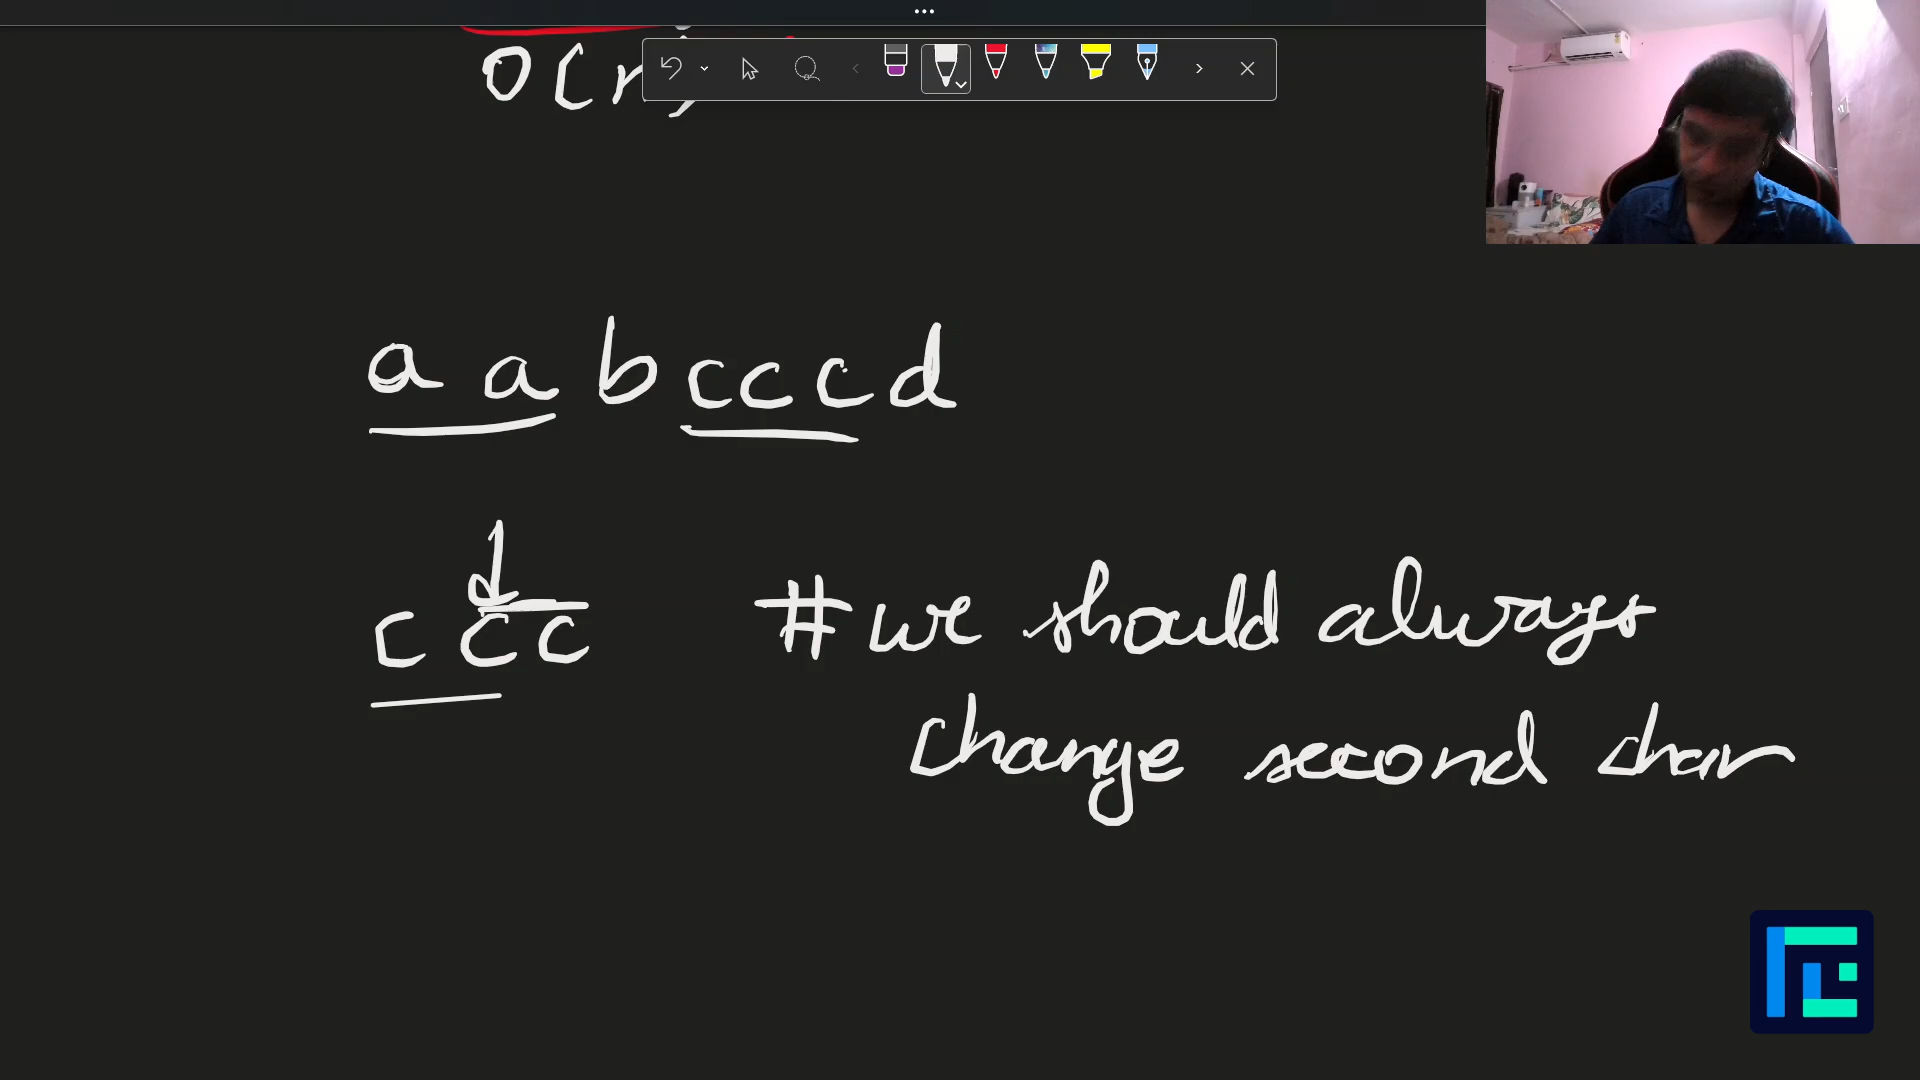 O(n)
a a b c c c d
c c c # we should always
change second char